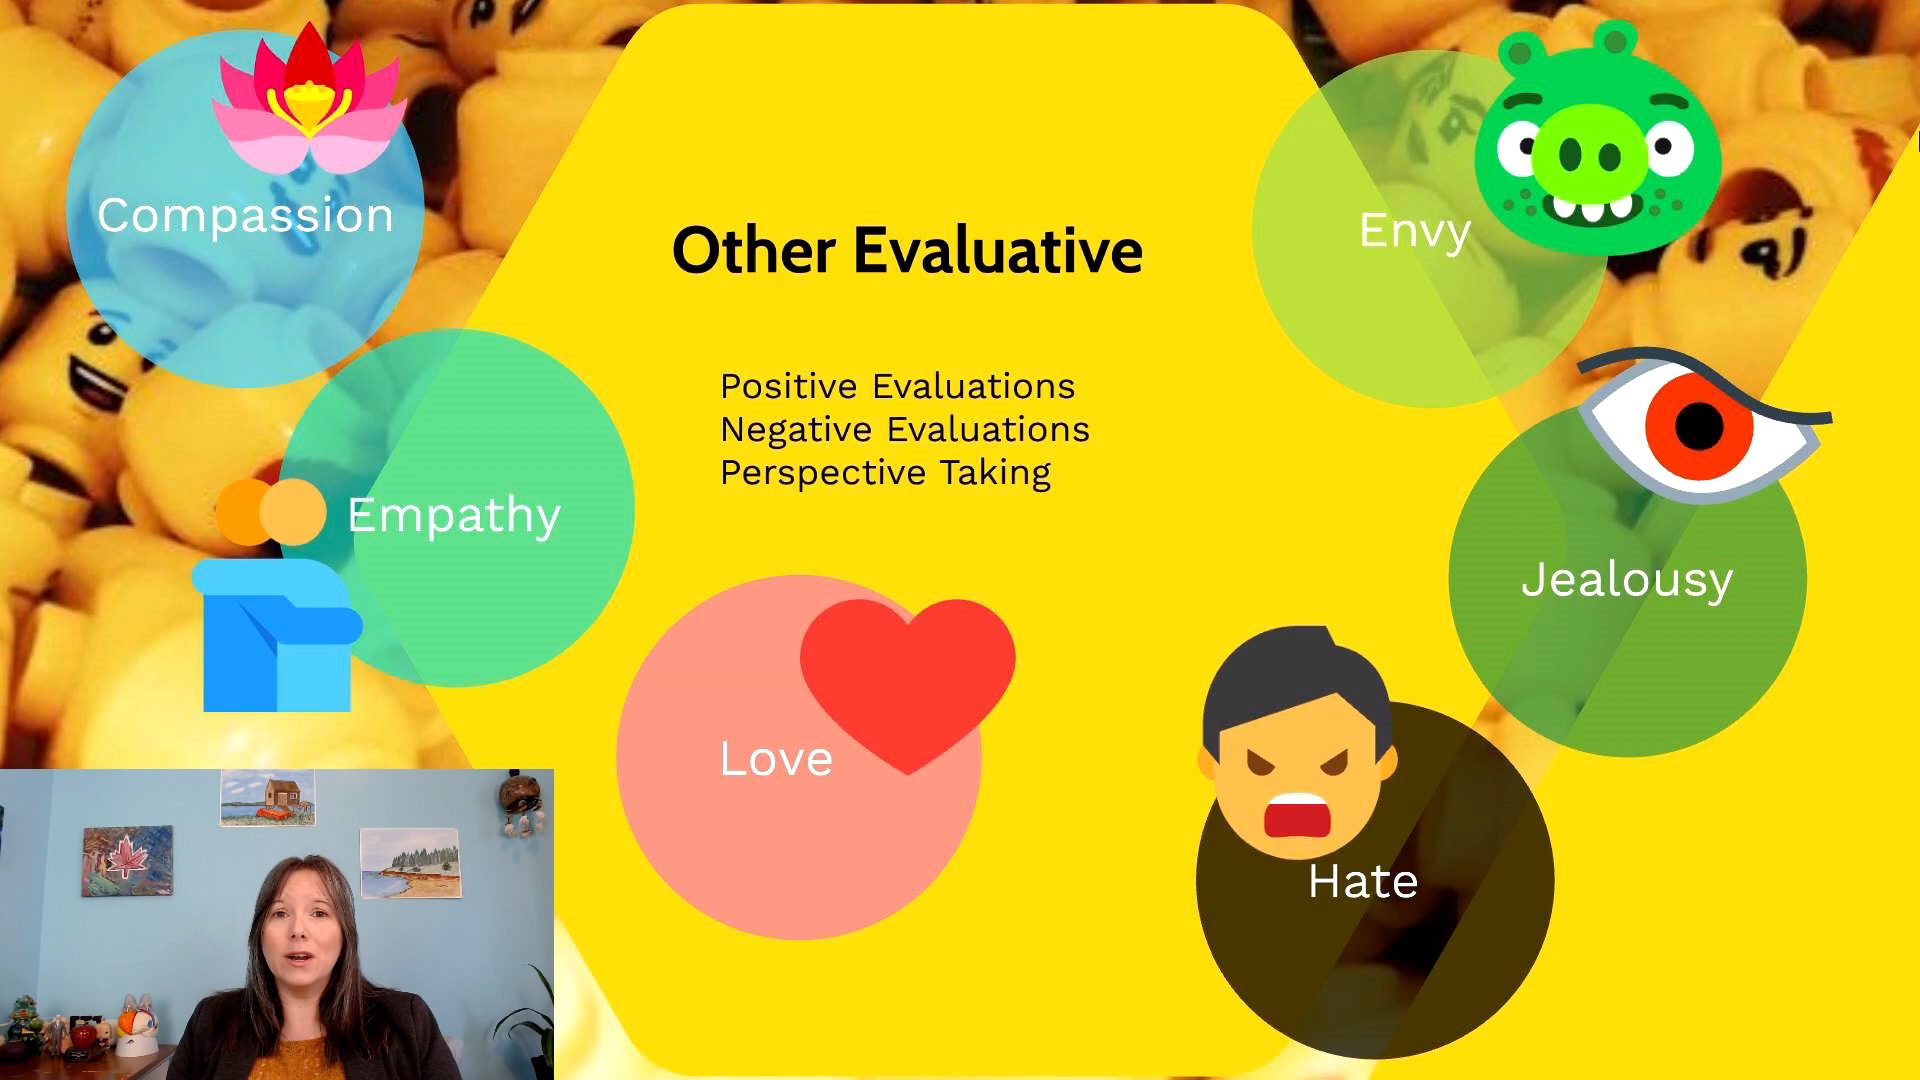 Compassion
Empathy
Other Evaluative
Positive Evaluations
Negative Evaluations
Perspective Taking
Love
Envy
Jealousy
Hate